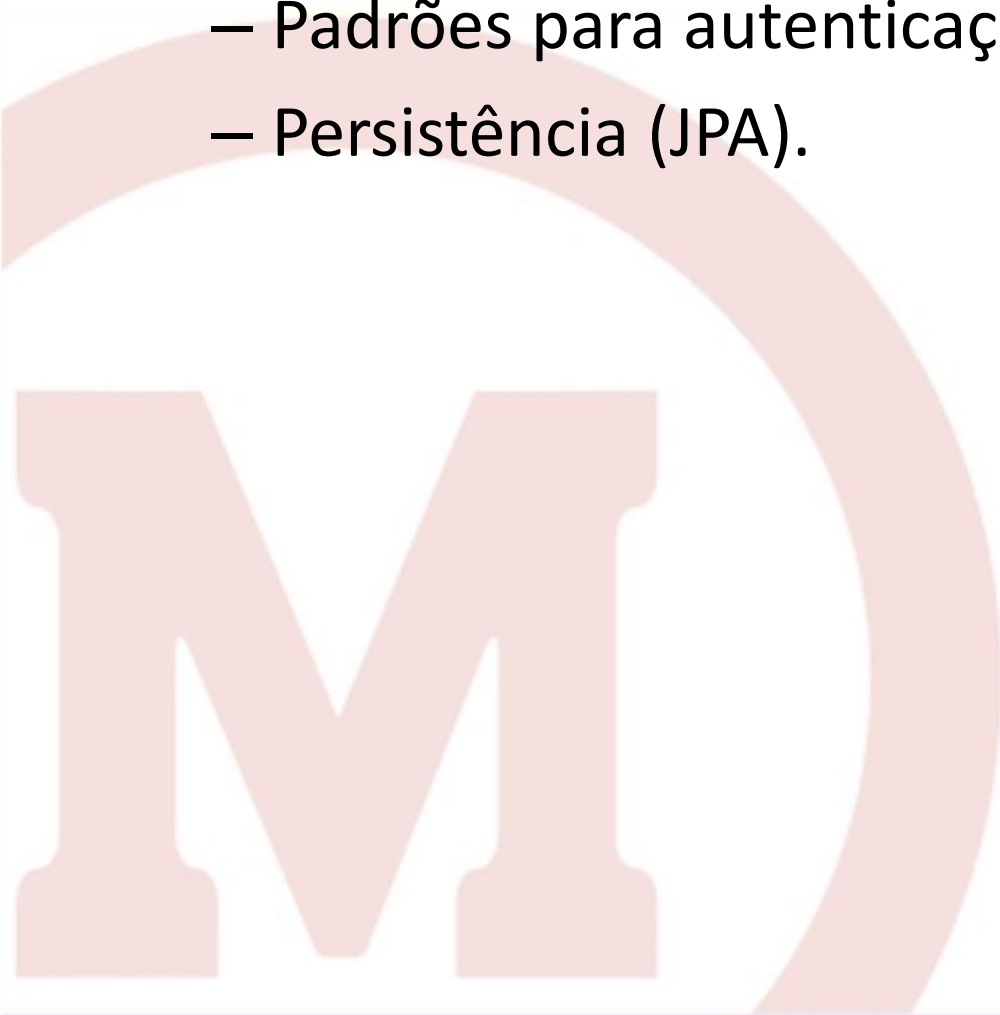 – Padrões para autenticaç
– Persistência (JPA).
M